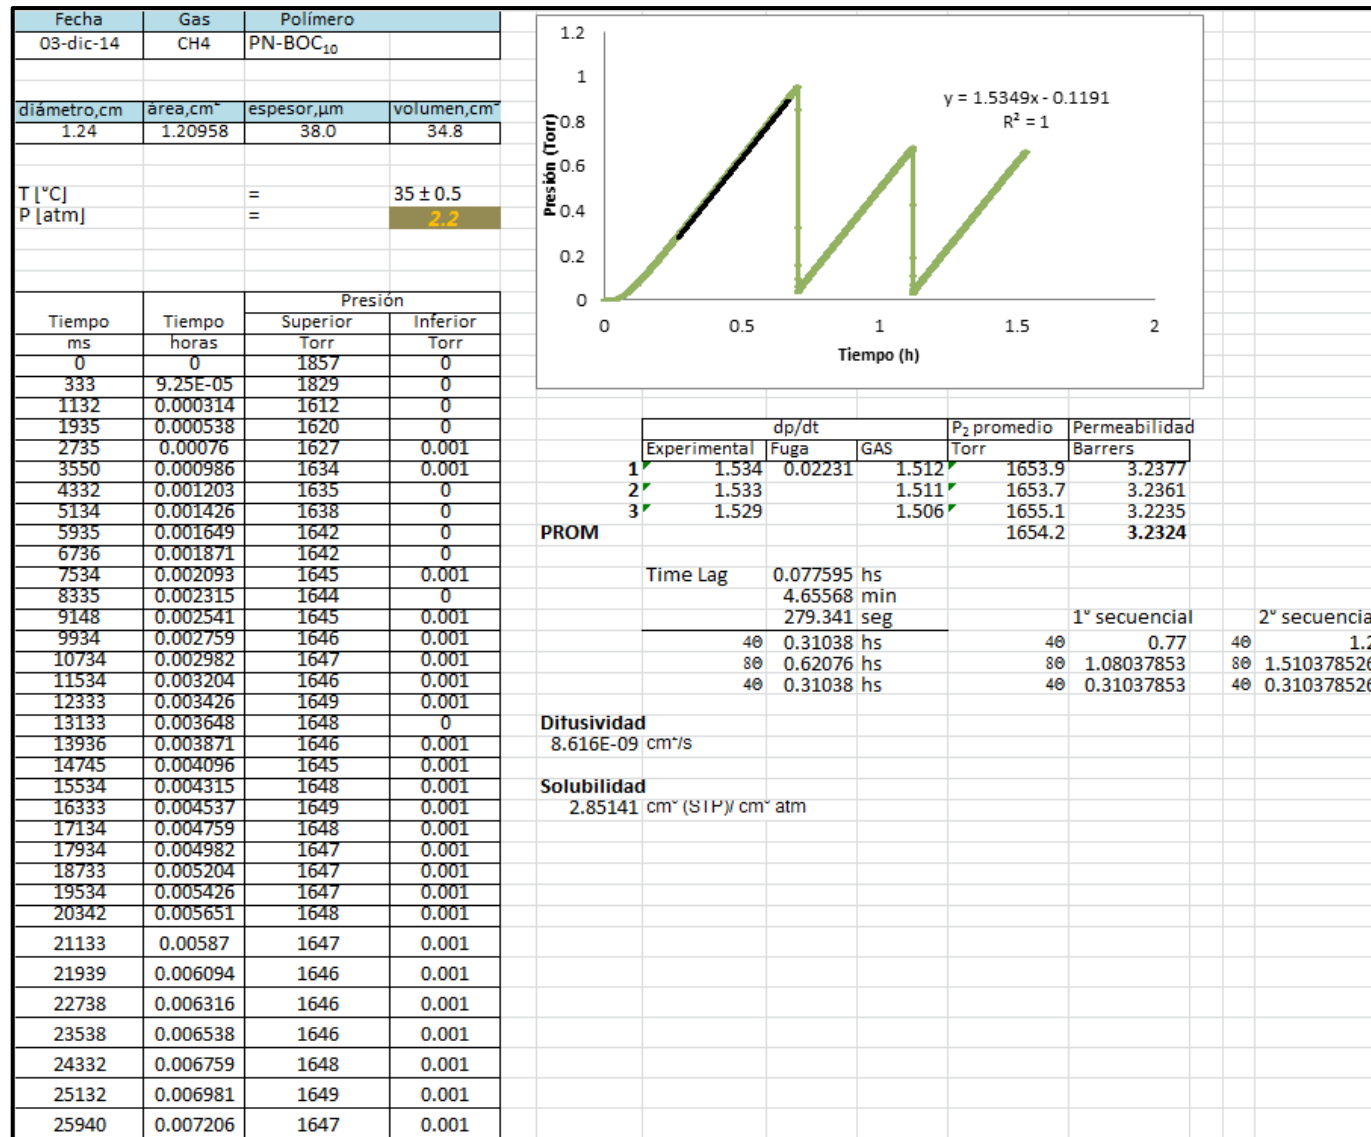 Fecha Gas Polímero
03-dic-14 CH4 PN-BOC10
diámetro,cm área,cm² espesor,µm volumen,cm³
1.24 1.20958 38.0 34.8
T [°C] = 35 ± 0.5
P [atm] = 2.2
Presión
Tiempo Tiempo Superior Inferior
ms horas Torr Torr
0 0 1857 0
333 9.25E-05 1829 0
1132 0.000314 1612 0
1935 0.000538 1620 0
2735 0.00076 1627 0.001
3550 0.000986 1634 0.001
4332 0.001203 1635 0
5134 0.001426 1638 0
5935 0.001649 1642 0
6736 0.001871 1642 0
7534 0.002093 1645 0.001
8335 0.002315 1644 0
9148 0.002541 1645 0.001
9934 0.002759 1646 0.001
10734 0.002982 1647 0.001
11534 0.003204 1646 0.001
12333 0.003426 1649 0.001
13133 0.003648 1648 0
13936 0.003871 1646 0.001
14745 0.004096 1645 0.001
15534 0.004315 1648 0.001
16333 0.004537 1649 0.001
17134 0.004759 1648 0.001
17934 0.004982 1647 0.001
18733 0.005204 1647 0.001
19534 0.005426 1647 0.001
20342 0.005651 1648 0.001
21133 0.00587 1647 0.001
21939 0.006094 1646 0.001
22738 0.006316 1646 0.001
23538 0.006538 1646 0.001
24332 0.006759 1648 0.001
25132 0.006981 1649 0.001
25940 0.007206 1647 0.001
1.2
1
0.8
0.6
0.4
0.2
0
Presión (Torr)
y = 1.5349x - 0.1191
R² = 1
0 0.5 1 1.5 2
Tiempo (h)
dp/dt P2 promedio Permeabilidad
Experimental Fuga GAS Torr Barrers
1 1.534 0.02231 1.512 1653.9 3.2377
2 1.533 1.511 1653.7 3.2361
3 1.529 1.506 1655.1 3.2235
PROM 1654.2 3.2324
Time Lag 0.077595 hs
4.65568 min
279.341 seg 1° secuencial 2° secuencia
4Θ 0.31038 hs 4Θ 0.77 4Θ 1.2
8Θ 0.62076 hs 8Θ 1.08037853 8Θ 1.510378526
4Θ 0.31038 hs 4Θ 0.31037853 4Θ 0.310378526
Difusividad
8.616E-09 cm²/s
Solubilidad
2.85141 cm³ (STP)/ cm³ atm